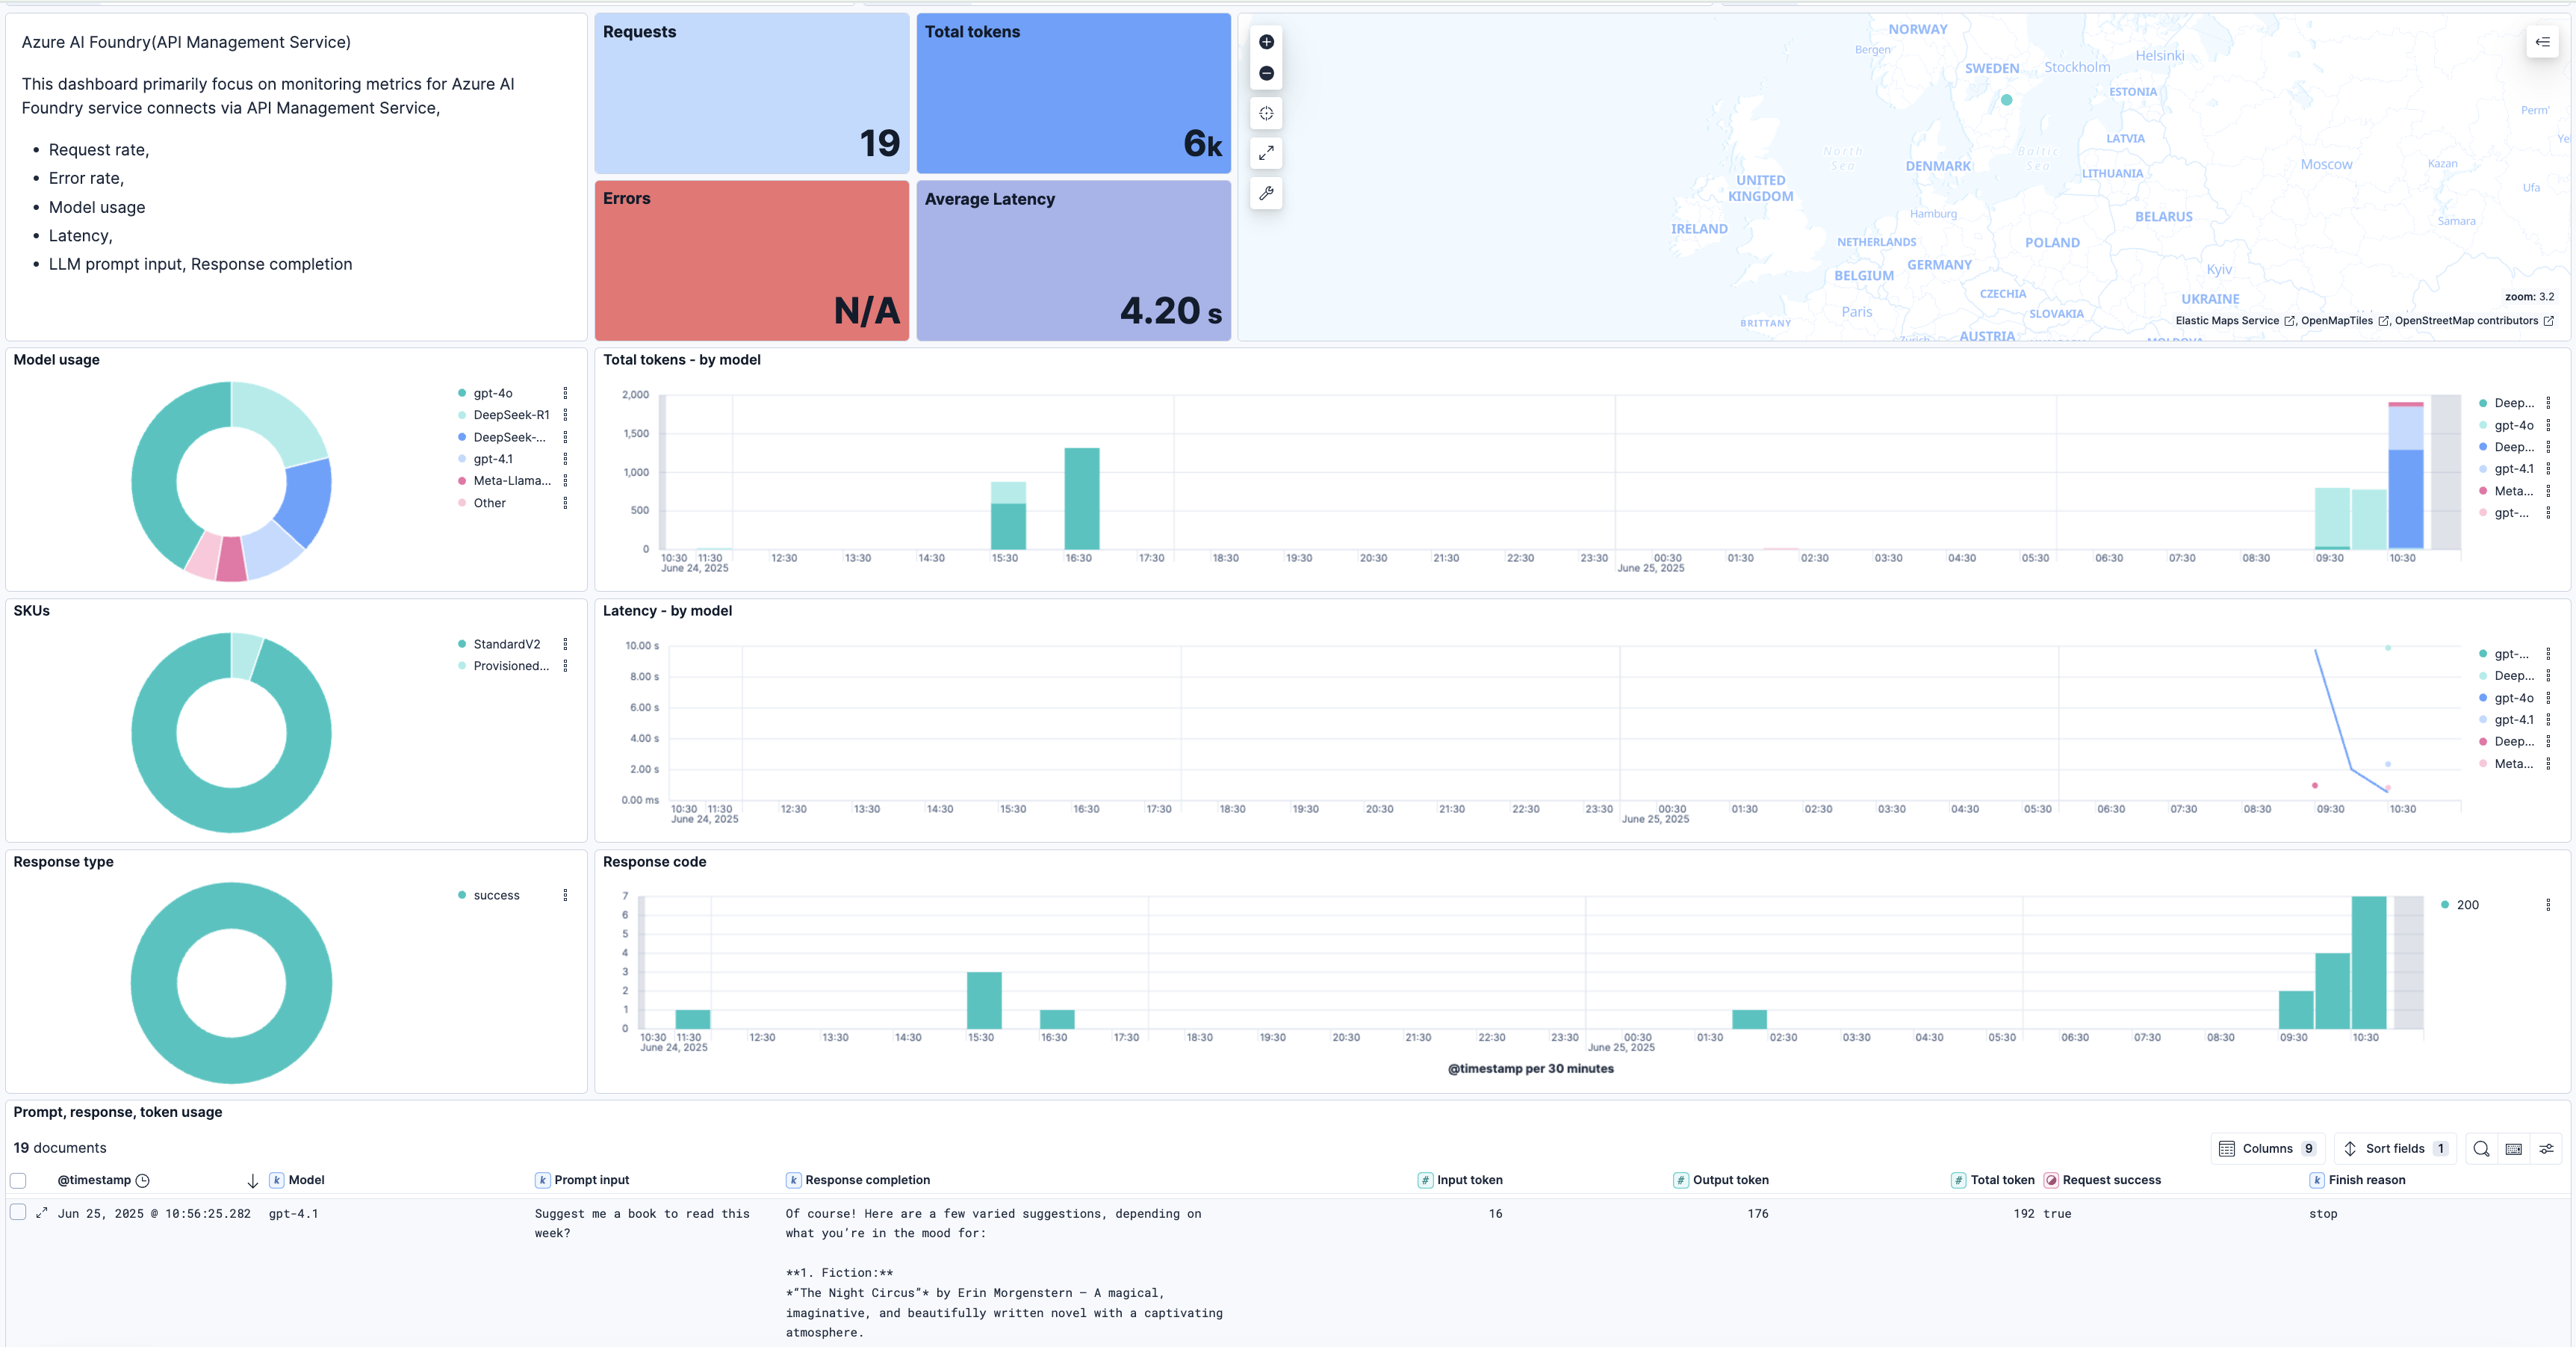 Azure AI Foundry(API Management Service)
This dashboard primarily focus on monitoring metrics for Azure AI
Foundry service connects via API Management Service,
• Request rate,
• Error rate,
• Model usage
• Latency,
• LLM prompt input, Response completion
Requests
19
Total tokens
6k
Errors
N/A
Average Latency
4.20 s
NORWAY
Bergen
Helsinki
SWEDEN
Stockholm
ESTONIA
Perm'
LATVIA
Ye
North
Sea
Baltic
Sea
DENMARK
Moscow
Kazan
LITHUANIA
UNITED
KINGDOM
Ufa
Hamburg
BELARUS
Samara
IRELAND
NETHERLANDS
POLAND
GERMANY
BELGIUM
Kyiv
CZECHIA
UKRAINE
zoom: 3.2
Paris
SLOVAKIA
BRITTANY
Elastic Maps Service , OpenMapTiles , OpenStreetMap contributors
Zurich
AUSTRIA
MOLDOVA
Model usage
gpt-4o
DeepSeek-R1
DeepSeek-...
gpt-4.1
Meta-Llama...
Other
Total tokens - by model
2,000
1,500
1,000
500
0
10:30 11:30 12:30 13:30 14:30 15:30 16:30 17:30 18:30 19:30 20:30 21:30 22:30 23:30 00:30 01:30 02:30 03:30 04:30 05:30 06:30 07:30 08:30 09:30 10:30
June 24, 2025 June 25, 2025
Deep...
gpt-4o
Deep...
gpt-4.1
Meta...
gpt-...
SKUs
StandardV2
Provisioned...
Latency - by model
10.00 s
8.00 s
6.00 s
4.00 s
2.00 s
0.00 ms
10:30 11:30 12:30 13:30 14:30 15:30 16:30 17:30 18:30 19:30 20:30 21:30 22:30 23:30 00:30 01:30 02:30 03:30 04:30 05:30 06:30 07:30 08:30 09:30 10:30
June 24, 2025 June 25, 2025
gpt-...
Deep...
gpt-4o
gpt-4.1
Deep...
Meta...
Response type
success
Response code
7
6
5
4
3
2
1
0
10:30 11:30 12:30 13:30 14:30 15:30 16:30 17:30 18:30 19:30 20:30 21:30 22:30 23:30 00:30 01:30 02:30 03:30 04:30 05:30 06:30 07:30 08:30 09:30 10:30
June 24, 2025 June 25, 2025
@timestamp per 30 minutes
200
Prompt, response, token usage
19 documents
Columns 9 Sort fields 1
@timestamp k Model k Prompt input k Response completion # Input token # Output token # Total token Request success k Finish reason
Jun 25, 2025 @ 10:56:25.282 gpt-4.1 Suggest me a book to read this Of course! Here are a few varied suggestions, depending on 16 176 192 true stop
week? what you’re in the mood for:
**1. Fiction:**
*“The Night Circus”* by Erin Morgenstern – A magical,
imaginative, and beautifully written novel with a captivating
atmosphere.